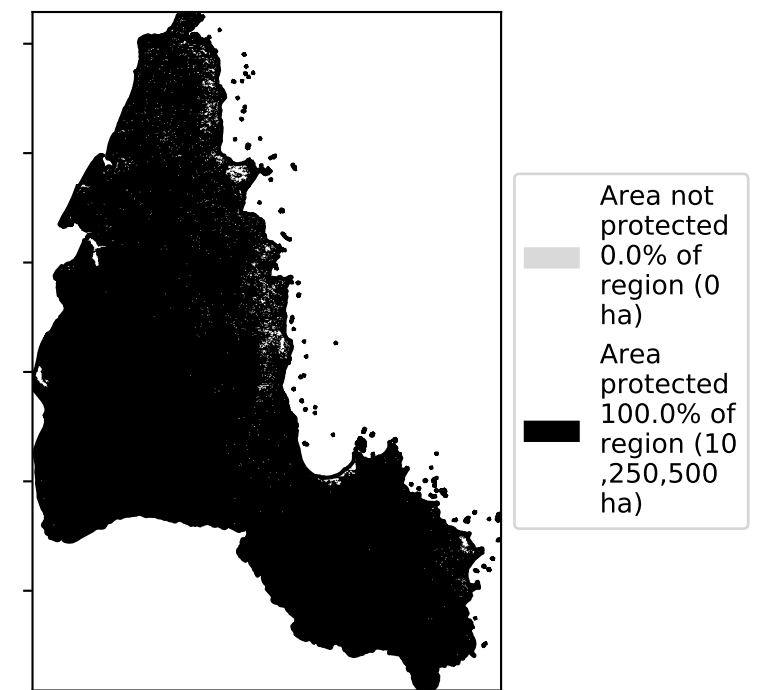 Area not
protected
0.0% of
region (0
ha)
Area
protected
100.0% of
region (10
,250,500
ha)